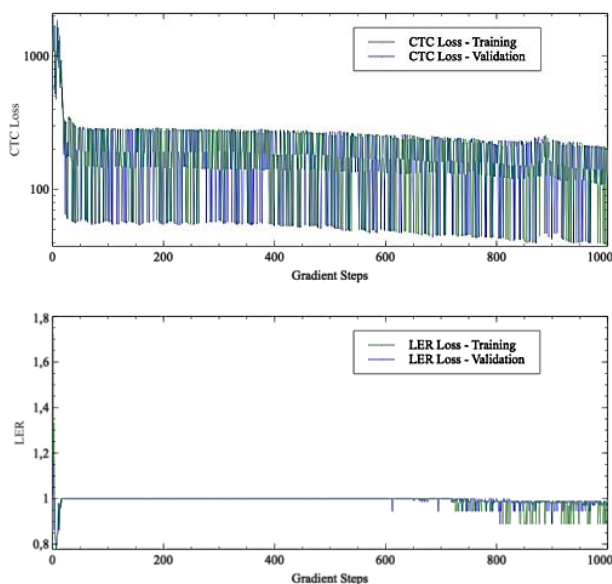 1000
100
CTC Loss
CTC Loss - Training
CTC Loss - Validation
0
200
400
600
800
1000
Gradient Steps
1,8
1,6
1,4
1,2
1
0,8
LER
LER Loss - Training
LER Loss - Validation
0
200
400
600
800
1000
Gradient Steps